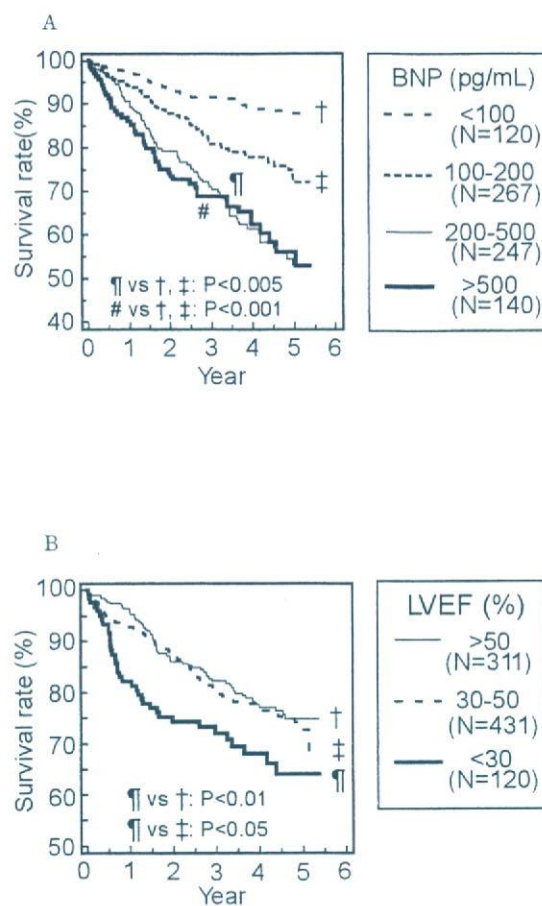 A
100
90
80
70
60
50
40
Survival rate(%)
†
‡
¶
#
¶ vs †, ‡: P<0.005
# vs †, ‡: P<0.001
0 1 2 3 4 5 6
Year
BNP (pg/mL)
<100
(N=120)
100-200
(N=267)
200-500
(N=247)
>500
(N=140)
B
100
90
80
70
60
50
Survival rate (%)
†
‡
¶
¶ vs †: P<0.01
¶ vs ‡: P<0.05
0 1 2 3 4 5 6
Year
LVEF (%)
>50
(N=311)
30-50
(N=431)
<30
(N=120)